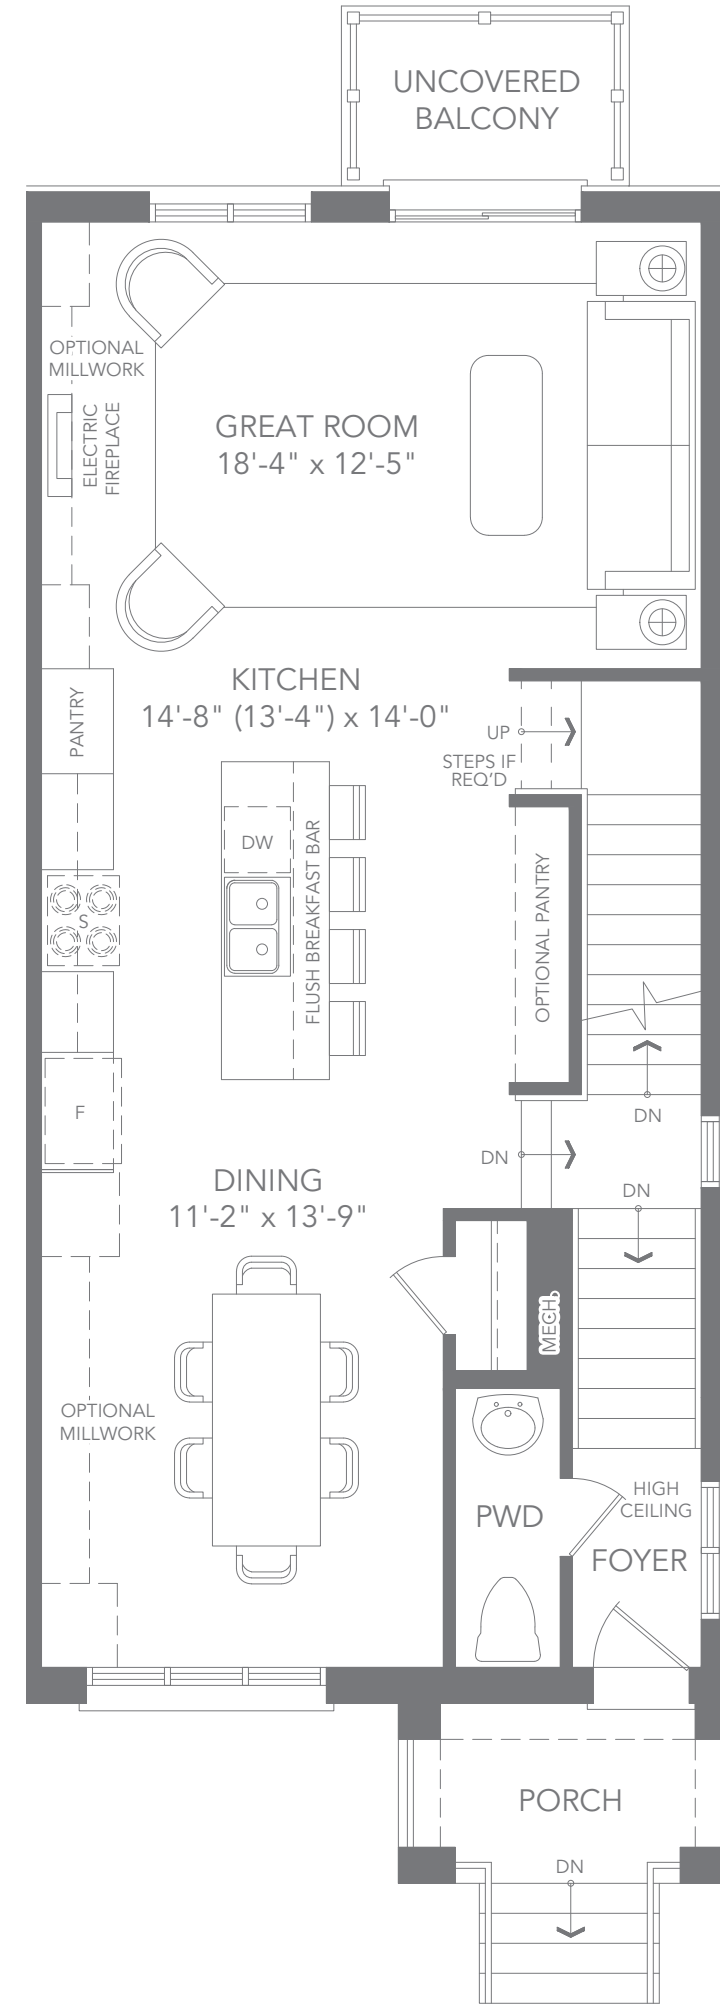 UNCOVERED
BALCONY
OPTIONAL
MILLWORK
ELECTRIC
FIREPLACE
GREAT ROOM
18'-4" x 12'-5"
KITCHEN
14'-8" (13'-4") x 14'-0"
PANTRY
UP
STEPS IF
REQ'D
DW
FLUSH BREAKFAST BAR
OPTIONAL PANTRY
S
F
DN
DN
DN
DINING
11'-2" x 13'-9"
MECH.
OPTIONAL
MILLWORK
PWD
HIGH
CEILING
FOYER
PORCH
DN